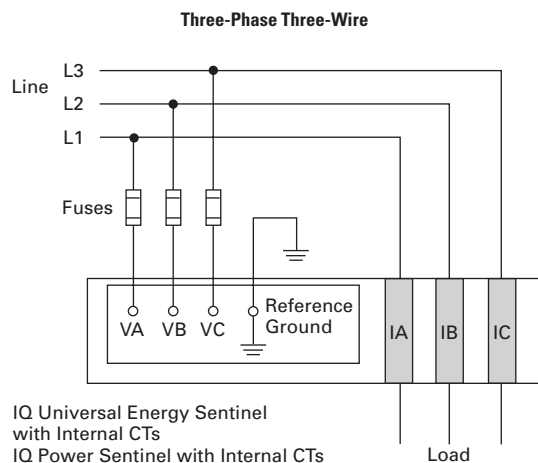 Three-Phase Three-Wire
L3
Line
L2
L1
Fuses
Reference
Ground
VA VB VC
IA IB IC
IQ Universal Energy Sentinel
with Internal CTs
IQ Power Sentinel with Internal CTs
Load